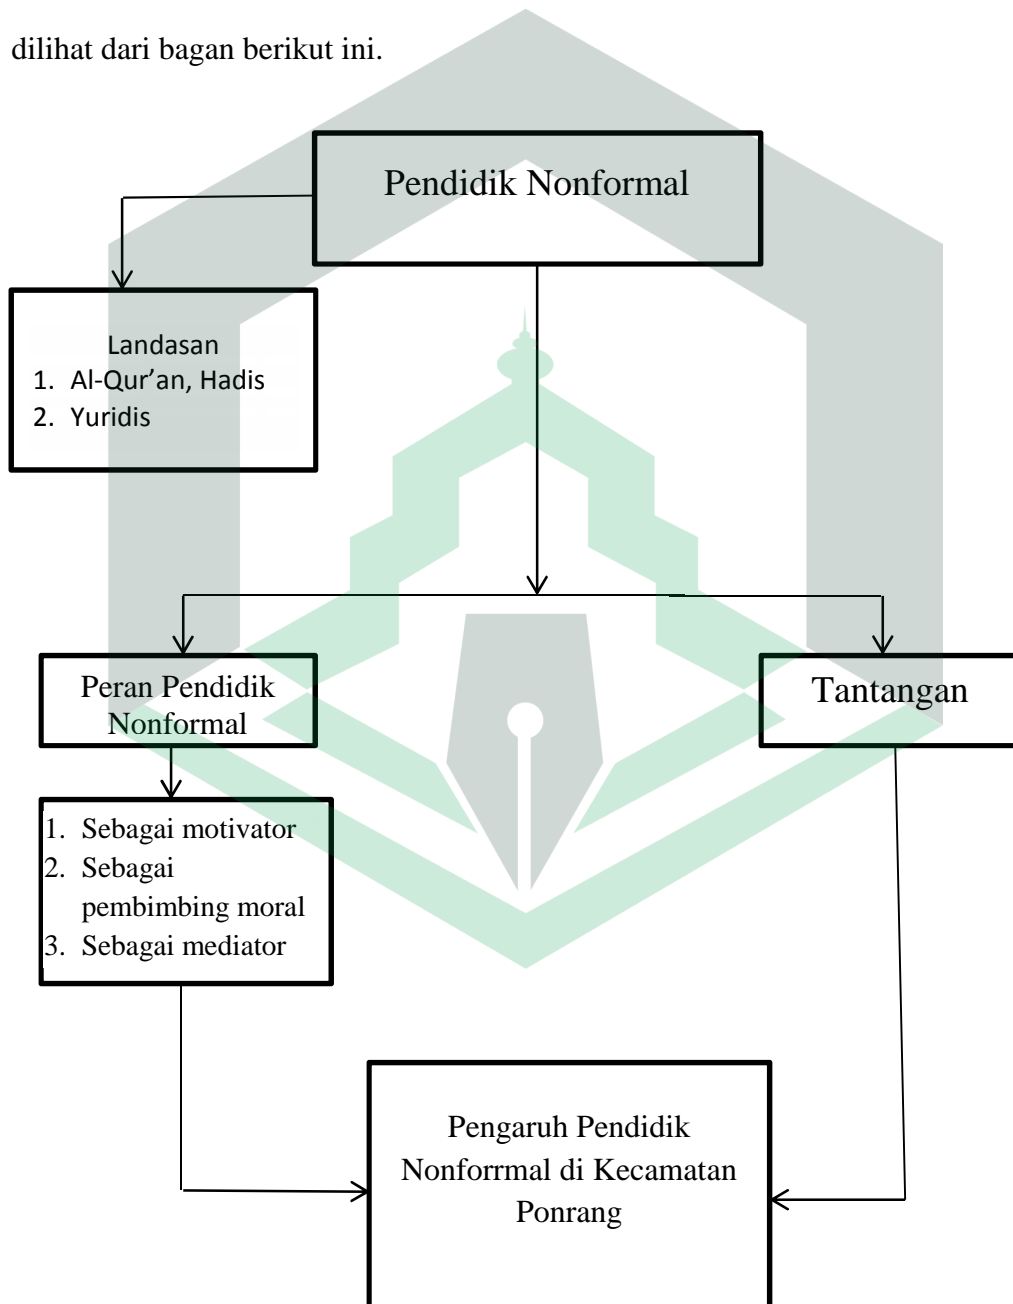 dilihat dari bagan berikut ini.
Pendidik Nonformal
Landasan
1. Al-Qur’an, Hadis
2. Yuridis
Peran Pendidik
Nonformal
Tantangan
1. Sebagai motivator
2. Sebagai
pembimbing moral
3. Sebagai mediator
Pengaruh Pendidik
Nonforrmal di Kecamatan
Ponrang